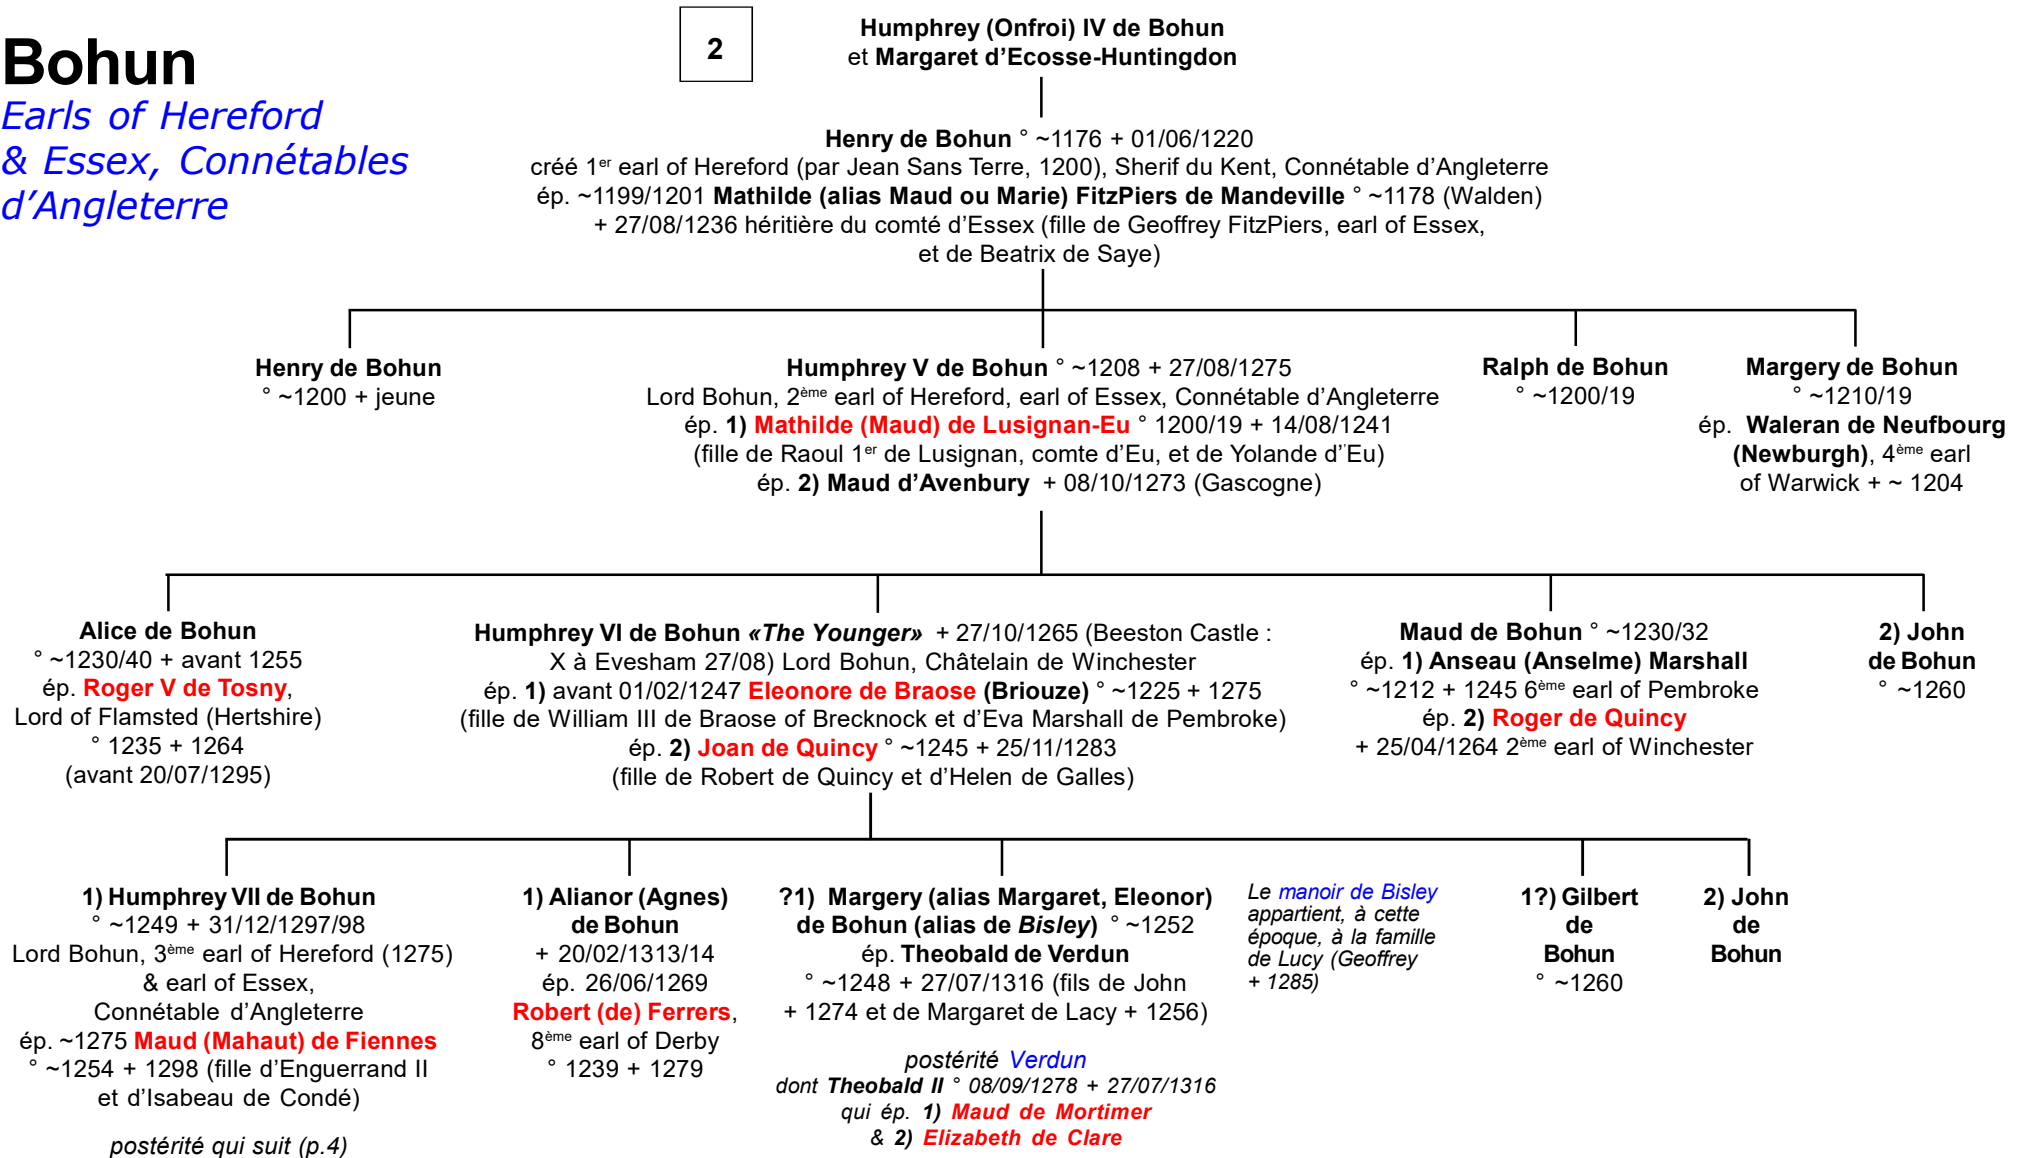 Bohun
Earls of Hereford
& Essex, Connétables
d’Angleterre
2
Humphrey (Onfroi) IV de Bohun
et Margaret d’Ecosse-Huntingdon
Henry de Bohun ° ~1176 + 01/06/1220
créé 1er earl of Hereford (par Jean Sans Terre, 1200), Sherif du Kent, Connétable d’Angleterre
ép. ~1199/1201 Mathilde (alias Maud ou Marie) FitzPiers de Mandeville ° ~1178 (Walden)
+ 27/08/1236 héritière du comté d’Essex (fille de Geoffrey FitzPiers, earl of Essex,
et de Beatrix de Saye)
Henry de Bohun
° ~1200 + jeune
Humphrey V de Bohun ° ~1208 + 27/08/1275
Lord Bohun, 2ème earl of Hereford, earl of Essex, Connétable d’Angleterre
ép. 1) Mathilde (Maud) de Lusignan-Eu ° 1200/19 + 14/08/1241
(fille de Raoul 1er de Lusignan, comte d’Eu, et de Yolande d’Eu)
ép. 2) Maud d’Avenbury + 08/10/1273 (Gascogne)
Ralph de Bohun
° ~1200/19
Margery de Bohun
° ~1210/19
ép. Waleran de Neufbourg
(Newburgh), 4ème earl
of Warwick + ~ 1204
Alice de Bohun
° ~1230/40 + avant 1255
ép. Roger V de Tosny,
Lord of Flamsted (Hertshire)
° 1235 + 1264
(avant 20/07/1295)
Humphrey VI de Bohun «The Younger» + 27/10/1265 (Beeston Castle :
X à Evesham 27/08) Lord Bohun, Châtelain de Winchester
ép. 1) avant 01/02/1247 Eleonore de Braose (Briouze) ° ~1225 + 1275
(fille de William III de Braose of Brecknock et d’Eva Marshall de Pembroke)
ép. 2) Joan de Quincy ° ~1245 + 25/11/1283
(fille de Robert de Quincy et d’Helen de Galles)
Maud de Bohun ° ~1230/32
ép. 1) Anseau (Anselme) Marshall
° ~1212 + 1245 6ème earl of Pembroke
ép. 2) Roger de Quincy
+ 25/04/1264 2ème earl of Winchester
2) John
de Bohun
° ~1260
1) Humphrey VII de Bohun
° ~1249 + 31/12/1297/98
Lord Bohun, 3ème earl of Hereford (1275)
& earl of Essex,
Connétable d’Angleterre
ép. ~1275 Maud (Mahaut) de Fiennes
° ~1254 + 1298 (fille d’Enguerrand II
et d’Isabeau de Condé)
postérité qui suit (p.4)
1) Alianor (Agnes)
de Bohun
+ 20/02/1313/14
ép. 26/06/1269
Robert (de) Ferrers,
8ème earl of Derby
° 1239 + 1279
?1) Margery (alias Margaret, Eleonor)
de Bohun (alias de Bisley) ° ~1252
ép. Theobald de Verdun
° ~1248 + 27/07/1316 (fils de John
+ 1274 et de Margaret de Lacy + 1256)
postérité Verdun
dont Theobald II ° 08/09/1278 + 27/07/1316
qui ép. 1) Maud de Mortimer
& 2) Elizabeth de Clare
Le manoir de Bisley
appartient, à cette
époque, à la famille
de Lucy (Geoffrey
+ 1285)
1?) Gilbert
de
Bohun
° ~1260
2) John
de
Bohun